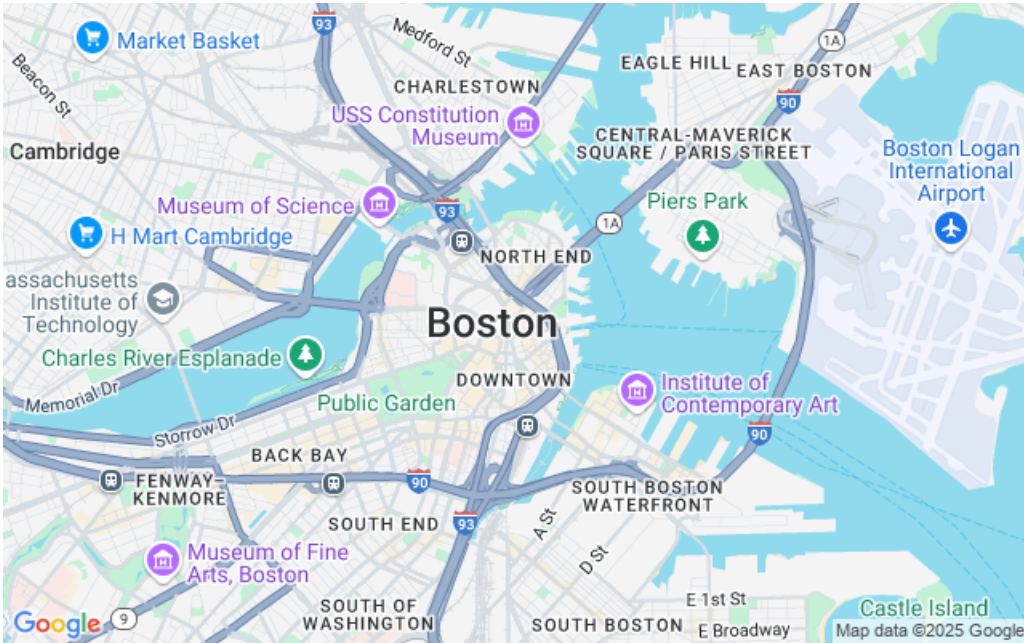 93
1A
Market Basket
Medford St
EAGLE HILL
EAST BOSTON
Beacon St
CHARLESTOWN
90
USS Constitution
Museum
CENTRAL-MAVERICK
SQUARE / PARIS STREET
Cambridge
Boston Logan
International
Airport
Museum of Science
93
Piers Park
1A
H Mart Cambridge
NORTH END
assachusetts
Institute of
Technology
Boston
Charles River Esplanade
DOWNTOWN
Institute of
Contemporary Art
Memorial Dr
Public Garden
Storrow Dr
90
BACK BAY
FENWAY-
KENMORE
90
SOUTH BOSTON
WATERFRONT
SOUTH END
93
A St
D St
Museum of Fine
Arts, Boston
SOUTH OF
WASHINGTON
E 1st St
Castle Island
Google
9
SOUTH BOSTON
E Broadway
Map data ©2025 Google